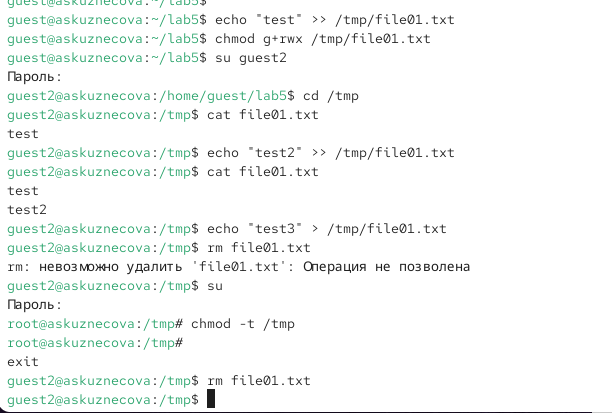 guest@askuznecova:~/lab5$
guest@askuznecova:~/lab5$ echo "test" >> /tmp/file01.txt
guest@askuznecova:~/lab5$ chmod g+rwx /tmp/file01.txt
guest@askuznecova:~/lab5$ su guest2
Пароль:
guest2@askuznecova:/home/guest/lab5$ cd /tmp
guest2@askuznecova:/tmp$ cat file01.txt
test
guest2@askuznecova:/tmp$ echo "test2" >> /tmp/file01.txt
guest2@askuznecova:/tmp$ cat file01.txt
test
test2
guest2@askuznecova:/tmp$ echo "test3" > /tmp/file01.txt
guest2@askuznecova:/tmp$ rm file01.txt
rm: невозможно удалить 'file01.txt': Операция не позволена
guest2@askuznecova:/tmp$ su
Пароль:
root@askuznecova:/tmp# chmod -t /tmp
root@askuznecova:/tmp#
exit
guest2@askuznecova:/tmp$ rm file01.txt
guest2@askuznecova:/tmp$